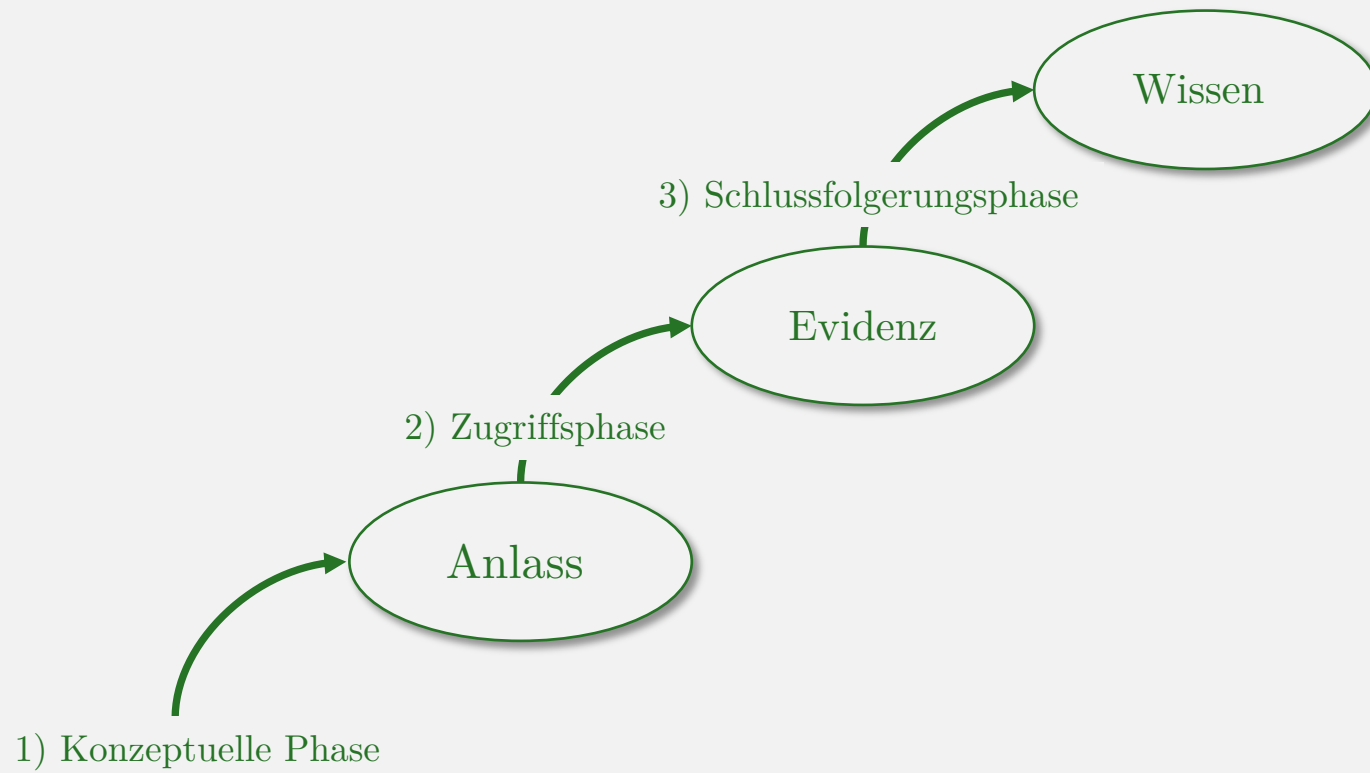 Wissen
3) Schlussfolgerungsphase
Evidenz
2) Zugriffsphase
Anlass
1) Konzeptuelle Phase